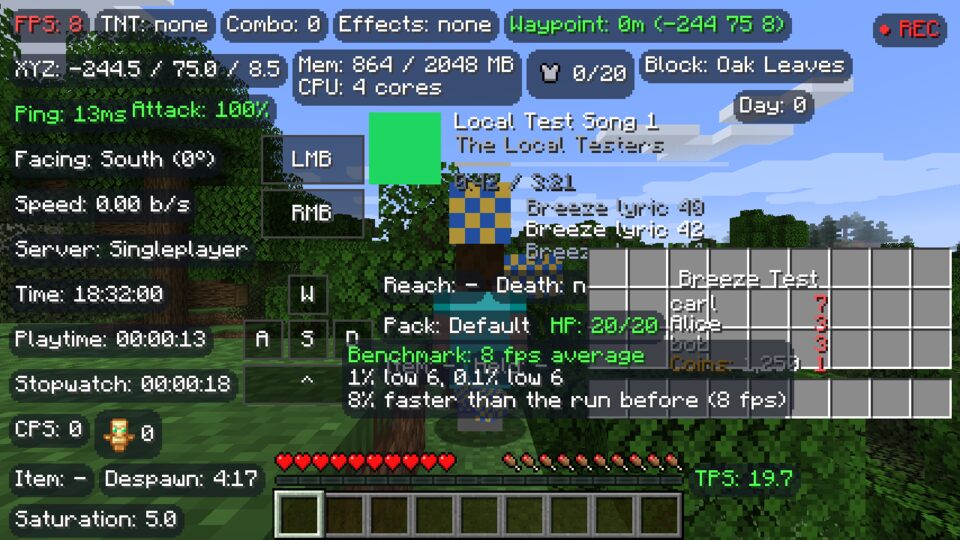 FPS: 8 TNT: none Combo: 0 Effects: none Waypoint: 0m (-244 75 8) REC
XYZ: -244.5 / 75.0 / 8.5 Mem: 864 / 2048 MB 0/20 Block: Oak Leaves
CPU: 4 cores
Day: 0
Ping: 13ms Attack: 100%
Local Test Song 1
The Local Testers
Facing: South (0°) LMB
/ 3:21
Speed: 0.00 b/s RMB
Breeze lyric 40
Breeze lyric 42
Breeze ly
Server: Singleplayer
Breeze Test
Reach: - Death: n
Time: 18:32:00 W
carl 7
Alice 3
Pack: Default HP: 20/20
Playtime: 00:00:13 A S D
bob 3
Benchmark: 8 fps average
Coins: 1,250 1
1% low 6, 0.1% low 6
Stopwatch: 00:00:18 ^
8% faster than the run before (8 fps)
CPS: 0 0
Item: - Despawn: 4:17 TPS: 19.7
Saturation: 5.0